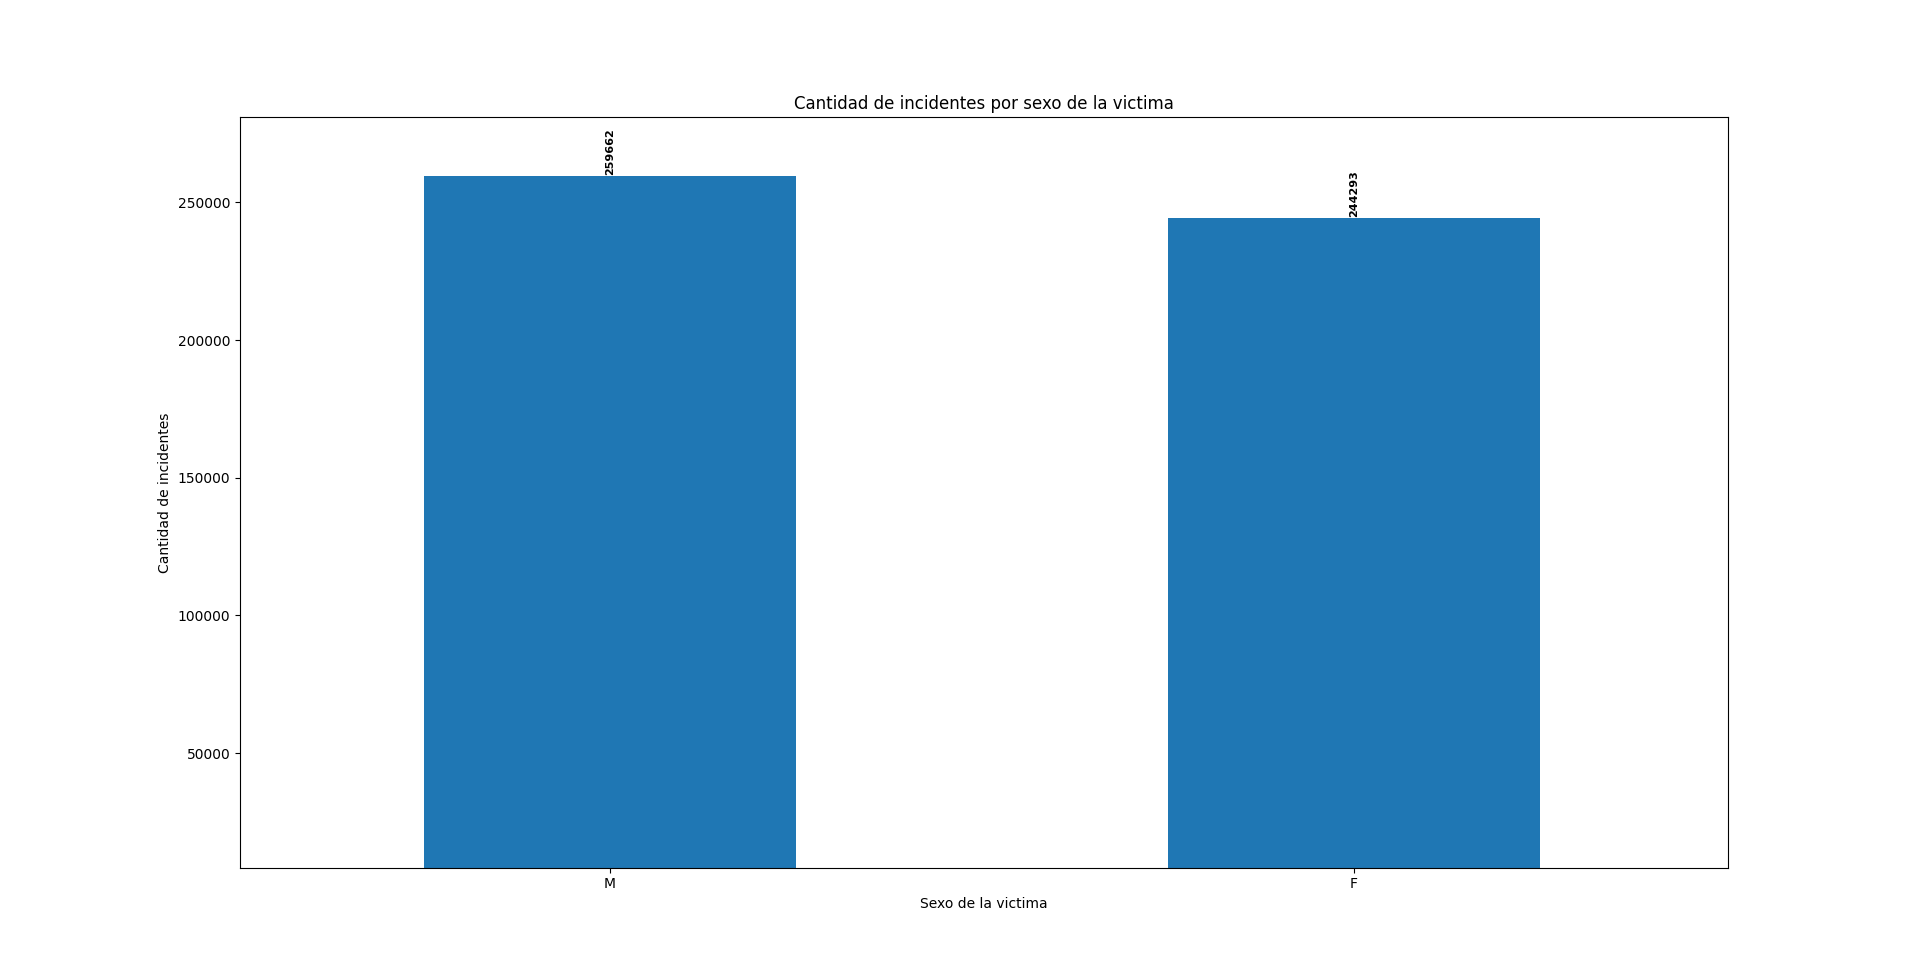 Cantidad de incidentes por sexo de la victima
259662
244293
250000
200000
150000
100000
50000
Cantidad de incidentes
M
F
Sexo de la victima